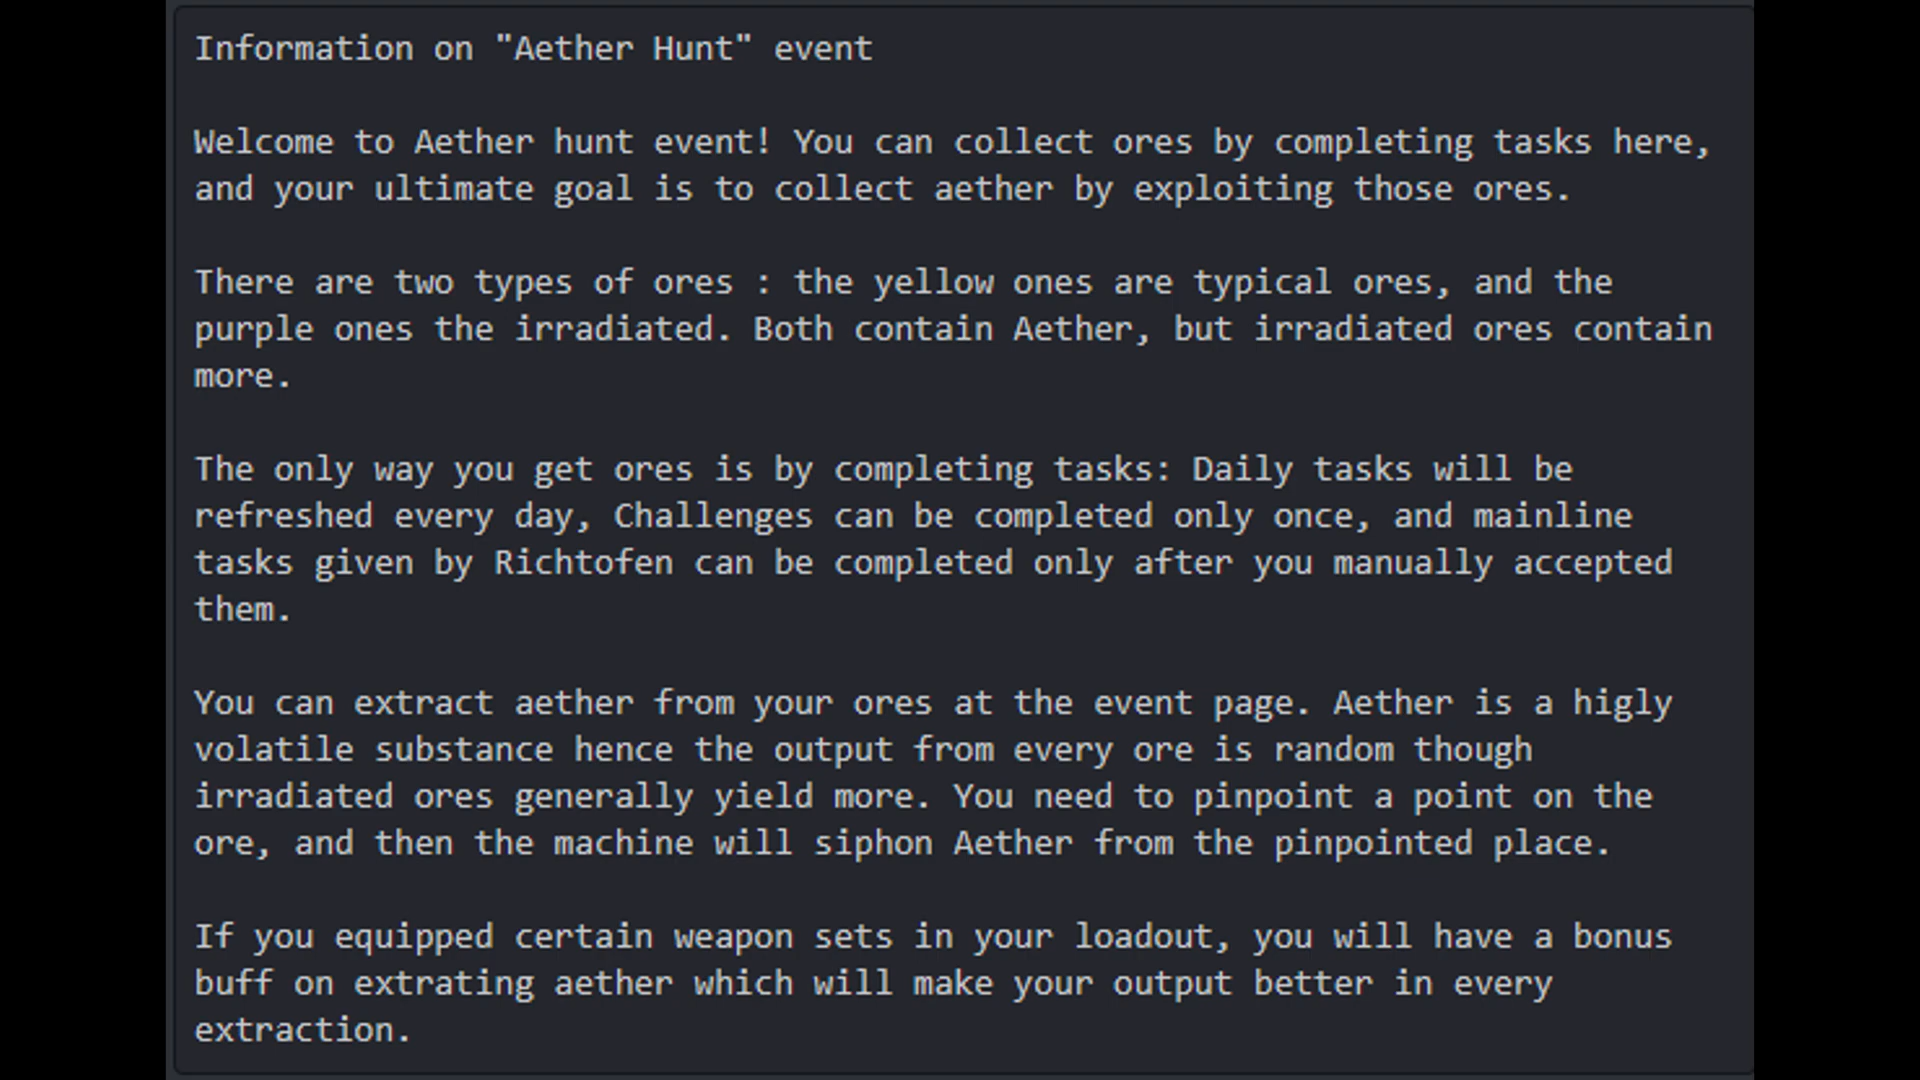 Information on "Aether Hunt" event
Welcome to Aether hunt event! You can collect ores by completing tasks here,
and your ultimate goal is to collect aether by exploiting those ores.
There are two types of ores : the yellow ones are typical ores, and the
purple ones the irradiated. Both contain Aether, but irradiated ores contain
more.
The only way you get ores is by completing tasks: Daily tasks will be
refreshed every day, Challenges can be completed only once, and mainline
tasks given by Richtofen can be completed only after you manually accepted
them.
You can extract aether from your ores at the event page. Aether is a higly
volatile substance hence the output from every ore is random though
irradiated ores generally yield more. You need to pinpoint a point on the
ore, and then the machine will siphon Aether from the pinpointed place.
If you equipped certain weapon sets in your loadout, you will have a bonus
buff on extrating aether which will make your output better in every
extraction.